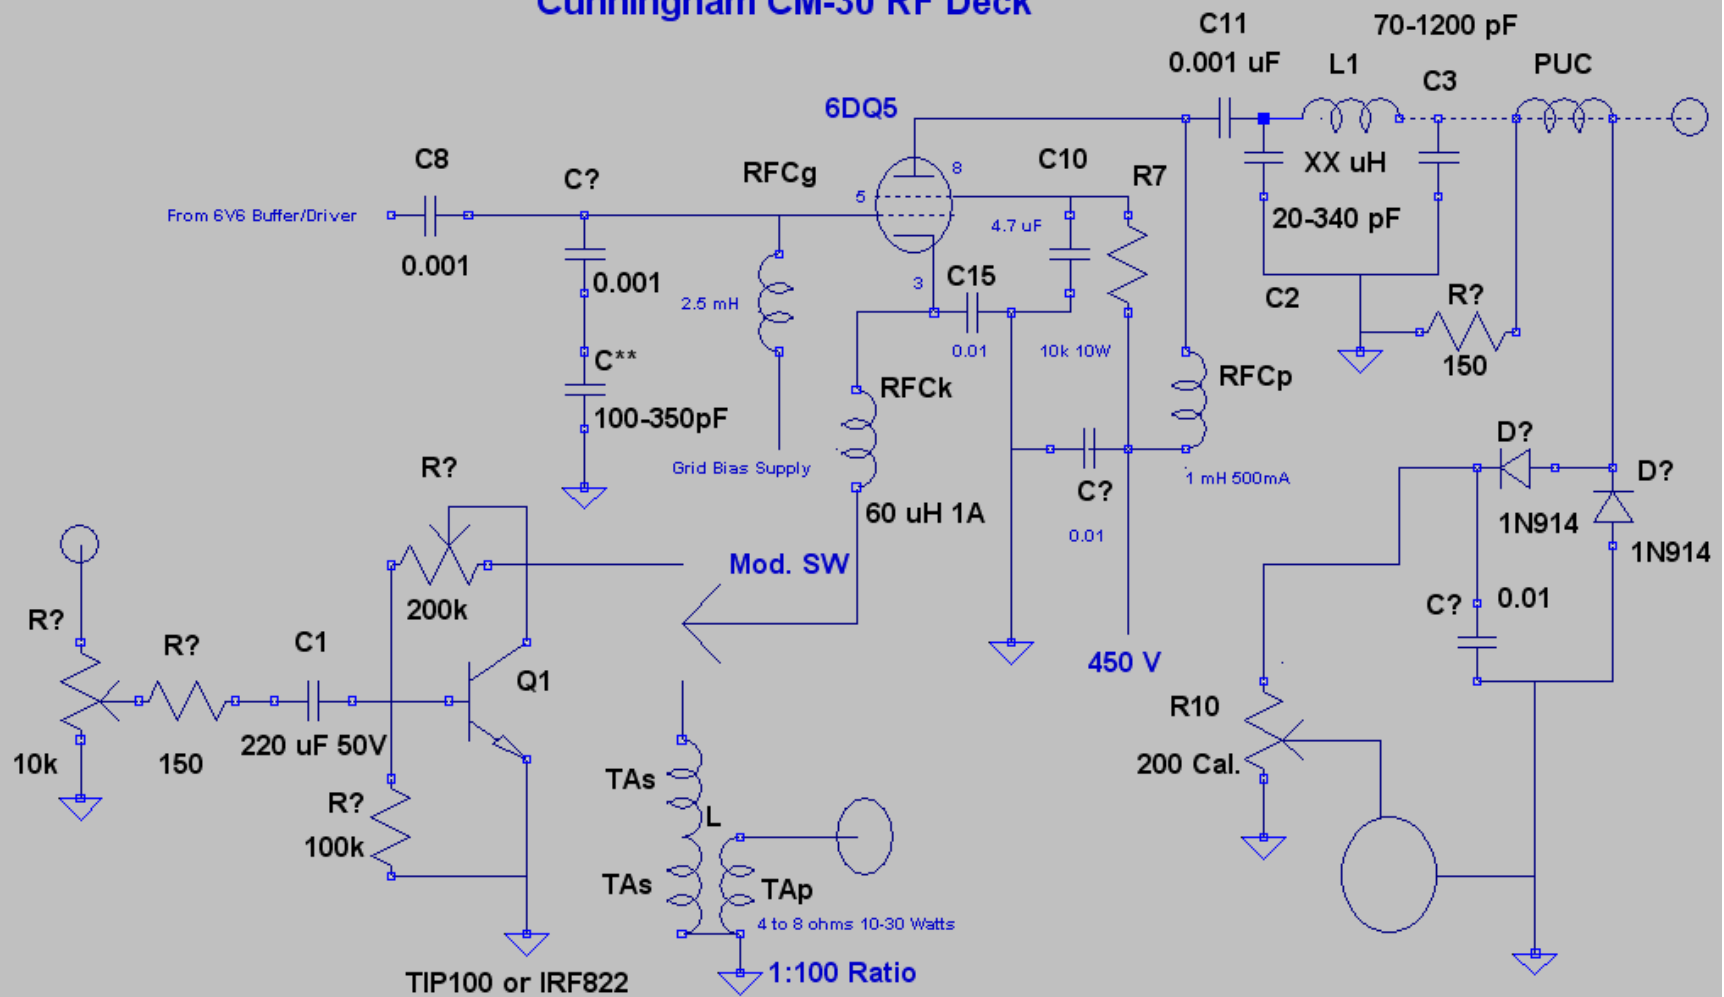 Cunningham CM-30 RF Deck
C11
70-1200 pF
0.001 uF
L1
C3
PUC
6DQ5
C8
C?
RFCg
8
5
C10
R7
XX uH
From 6V6 Buffer/Driver
4.7 uF
20-340 pF
0.001
0.001
2.5 mH
3
C15
C2
R?
0.01
10k 10W
150
C**
100-350pF
RFCk
RFCp
Grid Bias Supply
R?
60 uH 1A
C?
0.01
1 mH 500mA
D?
D?
1N914
1N914
Mod. SW
200k
C?
0.01
R?
R?
C1
Q1
450 V
10k
150
220 uF 50V
R10
200 Cal.
R?
100k
TAs
L
TAs
TAp
4 to 8 ohms 10-30 Watts
1:100 Ratio
TIP100 or IRF822